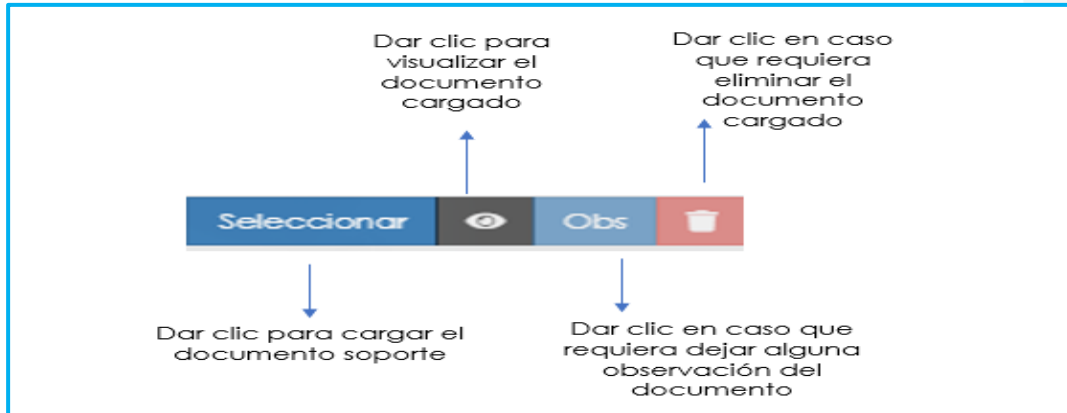 Dar clic para
visualizar el
documento
cargado
Dar clic en caso
que requiera
eliminar el
documento
cargado
Seleccionar
Obs
Dar clic para cargar el
documento soporte
Dar clic en caso que
requiera dejar alguna
observación del
documento